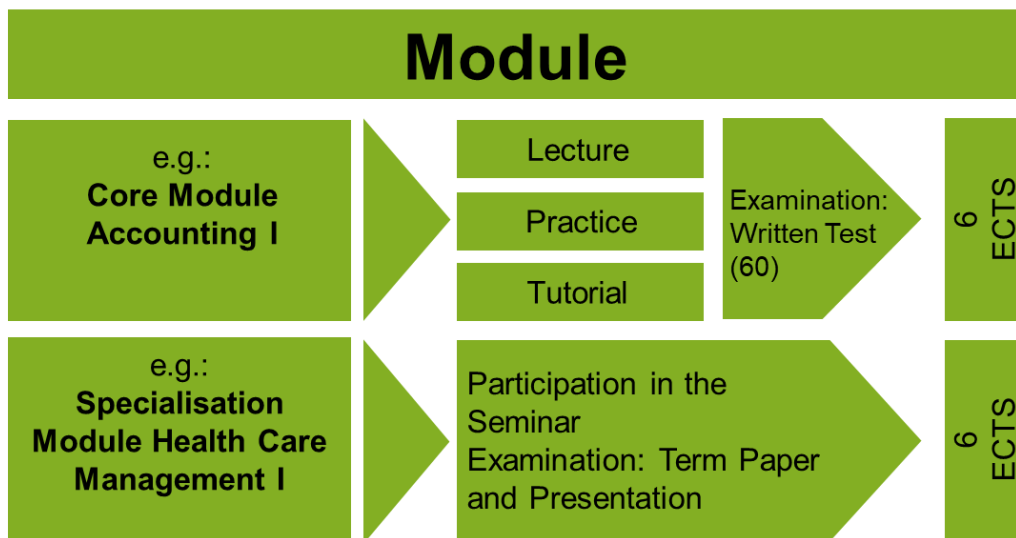 Module
e.g.:
Core Module
Accounting I
Lecture
Practice
Tutorial
Examination:
Written Test
(60)
6
ECTS
e.g.:
Specialisation
Module Health Care
Management I
Participation in the
Seminar
Examination: Term Paper
and Presentation
6
ECTS